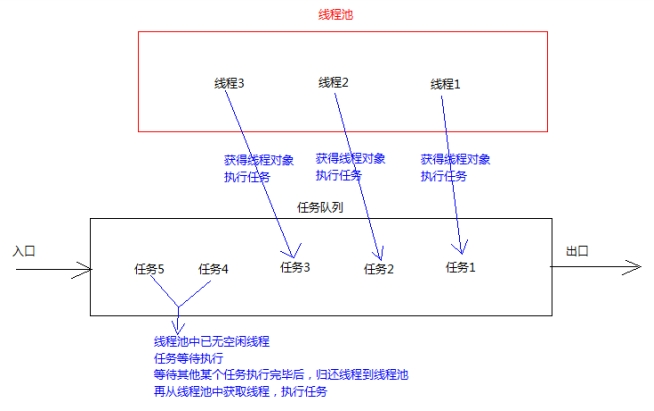 线程池
线程3
线程2
线程1
获得线程对象
执行任务
获得线程对象
执行任务
获得线程对象
执行任务
任务队列
入口
出口
任务5
任务4
任务3
任务2
任务1
线程池中已无空闲线程
任务等待执行
等待其他某个任务执行完毕后，归还线程到线程池
再从线程池中获取线程，执行任务